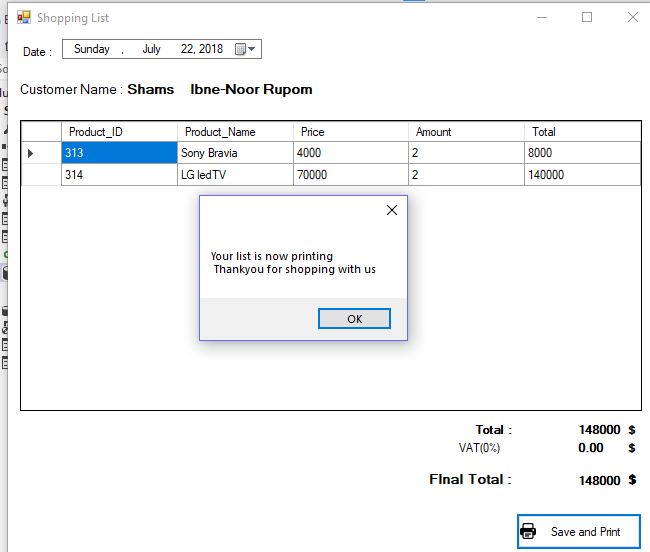 Shopping List
Date : Sunday , July 22, 2018
Customer Name : Shams Ibne-Noor Rupom
Product_ID Product_Name Price Amount Total
313 Sony Bravia 4000 2 8000
314 LG ledTV 70000 2 140000
Your list is now printing
Thankyou for shopping with us
OK
Total : 148000 $
VAT(0%) 0.00 $
FInal Total : 148000 $
Save and Print